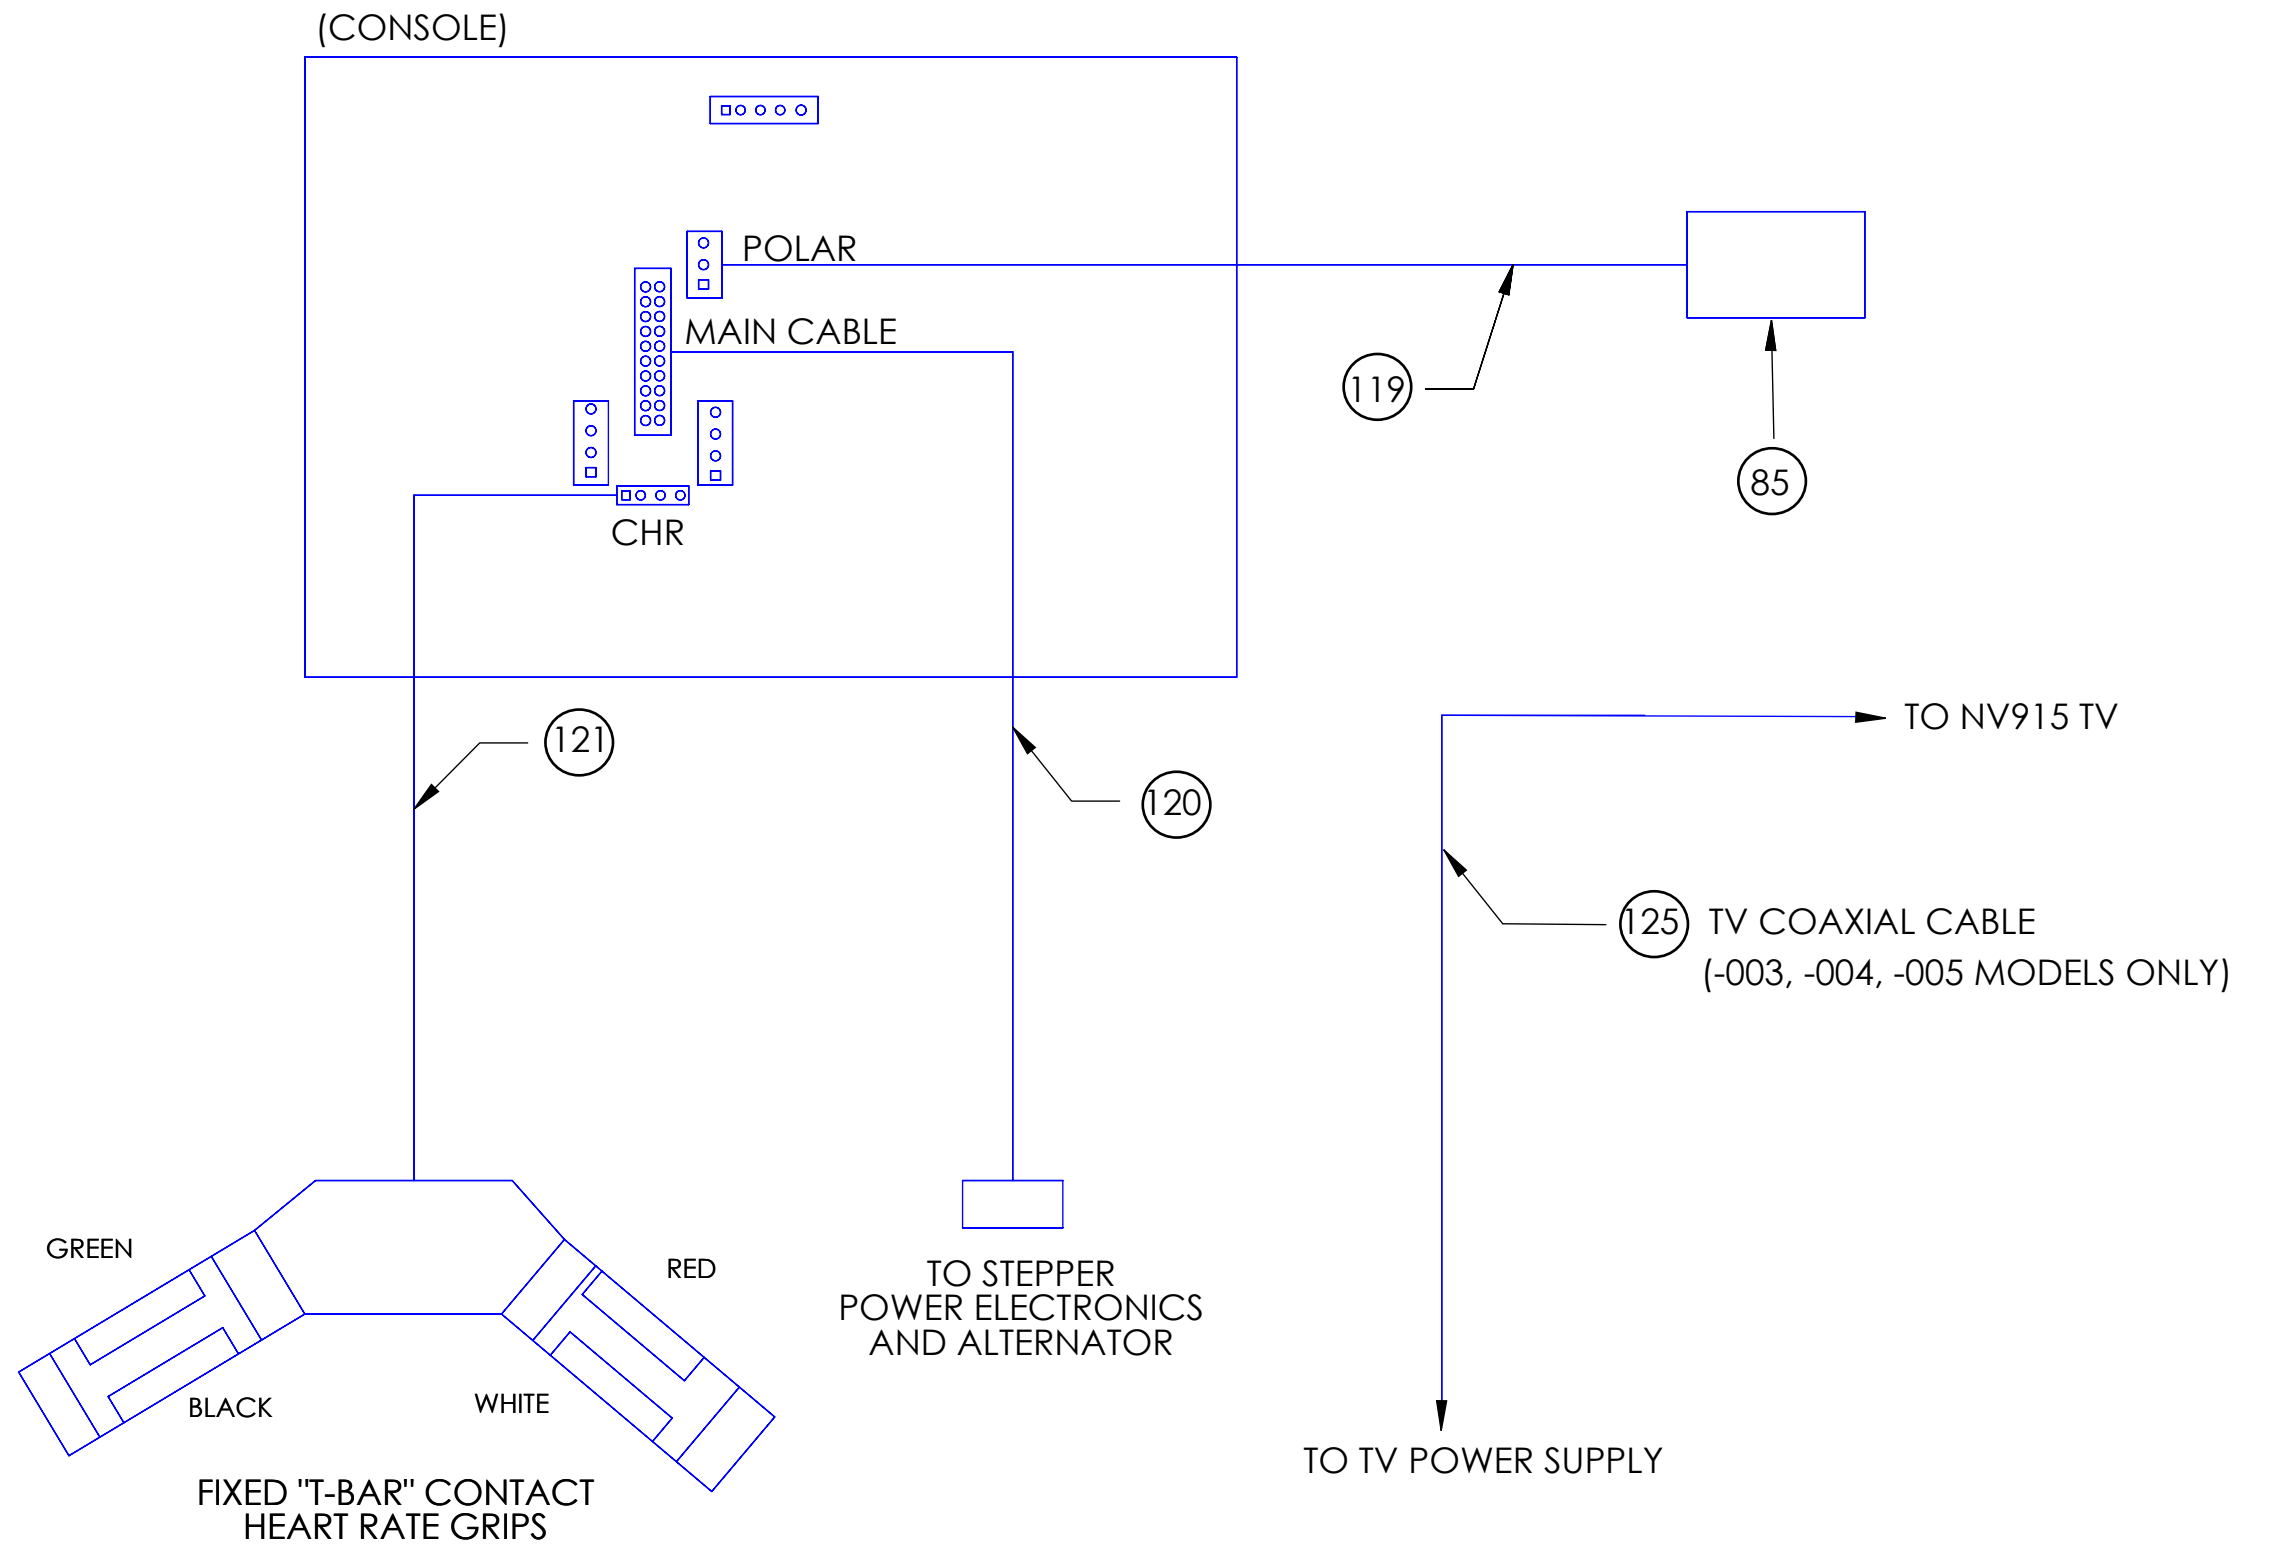 (CONSOLE)
POLAR
MAIN CABLE
119
85
CHR
121
120
TO NV915 TV
125 TV COAXIAL CABLE
(-003, -004, -005 MODELS ONLY)
GREEN
RED
BLACK
WHITE
TO STEPPER
POWER ELECTRONICS
AND ALTERNATOR
TO TV POWER SUPPLY
FIXED "T-BAR" CONTACT
HEART RATE GRIPS